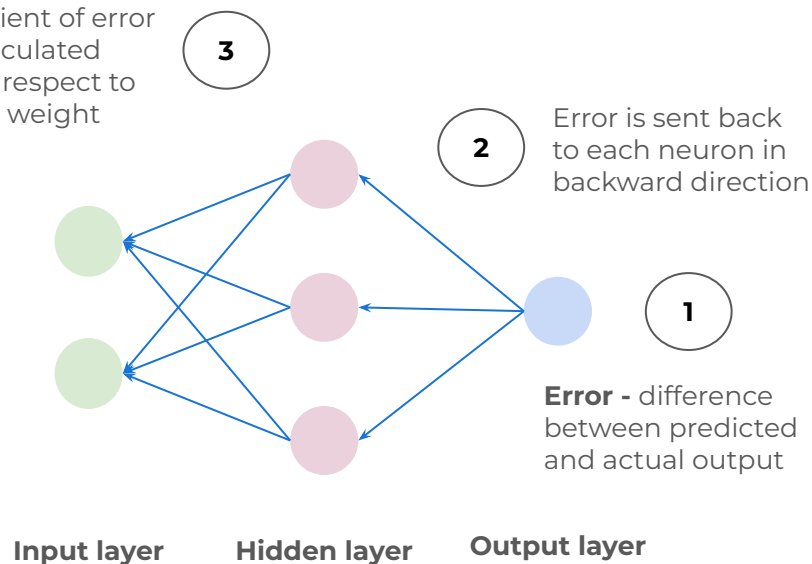 ient of error
culated
respect to
weight
3
2
Error is sent back
to each neuron in
backward direction
1
Error - difference
between predicted
and actual output
Input layer
Hidden layer
Output layer